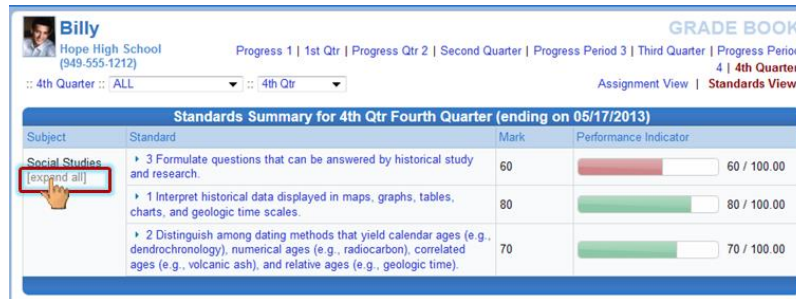 Billy
GRADE BOOK
Hope High School
(949-555-1212)
Progress 1 | 1st Qtr | Progress Qtr 2 | Second Quarter | Progress Period 3 | Third Quarter | Progress Period
4 | 4th Quarter
:: 4th Quarter :: ALL :: 4th Qtr
Assignment View | Standards View
Standards Summary for 4th Qtr Fourth Quarter (ending on 05/17/2013)
Subject Standard Mark Performance Indicator
Social Studies
[expand all]
3 Formulate questions that can be answered by historical study
and research.
60
60 / 100.00
1 Interpret historical data displayed in maps, graphs, tables,
charts, and geologic time scales.
80
80 / 100.00
2 Distinguish among dating methods that yield calendar ages (e.g.,
dendrochronology), numerical ages (e.g., radiocarbon), correlated
ages (e.g., volcanic ash), and relative ages (e.g., geologic time).
70
70 / 100.00